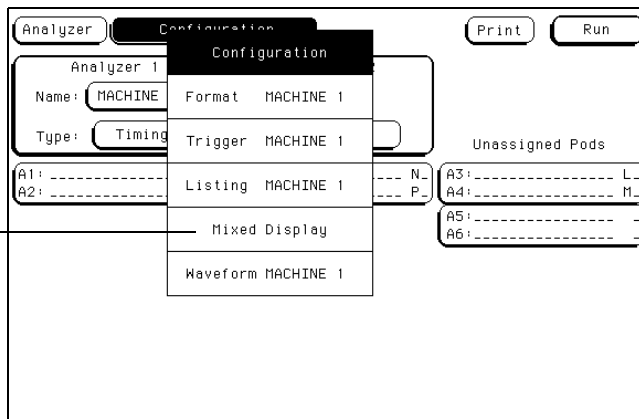 Analyzer Configuration Print Run
Configuration
Analyzer 1
Name: MACHINE
Format MACHINE 1
Type: Timing
Trigger MACHINE 1
Unassigned Pods
A1: N
A2: P
Listing MACHINE 1
A3: L
A4: M
A5:
A6:
Mixed Display
Waveform MACHINE 1